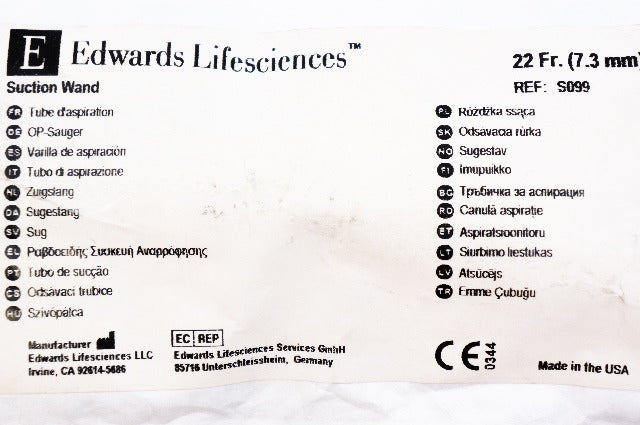 E Edwards Lifesciences™
22 Fr. (7.3 mm)
Suction Wand
REF: S099
FR Tube d'aspiration
DE OP-Sauger
ES Varilla de aspiración
IT Tubo di aspirazione
NL Zuigslang
DA Sugeslang
SV Sug
EL Ραβδοειδής Συσκευή Αναρρόφησης
PT Tubo de sucção
CS Odsávací trubice
HU Szívópálca
PL Różdżka ssąca
SK Odsávacia rúrka
NO Sugestav
FI Imupuikko
BG Тръбичка за аспирация
RO Canulă aspirație
ET Aspiratsioonitoru
LT Siurbimo liestukas
LV Atsūcējs
TR Emme Çubuğu
Manufacturer
Edwards Lifesciences LLC
Irvine, CA 92614-5686
EC REP
Edwards Lifesciences Services GmbH
85716 Unterschleissheim, Germany
CE 0344
Made in the USA